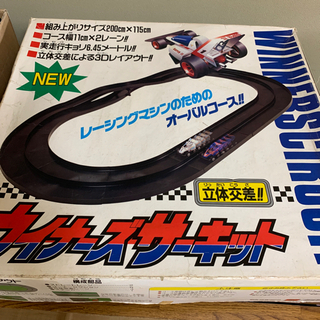 ■組み上がりサイズ200cm×115cm
■コース幅11cm×2レーン!!
■実走行キョリ6.45メートル!!
■立体交差による3Dレイアウト!!
NEW
レーシングマシンのための
オーバルコース!!
WINNERS CIRCUIT
立体交差!!
ウイナーズサーキット
構成部品